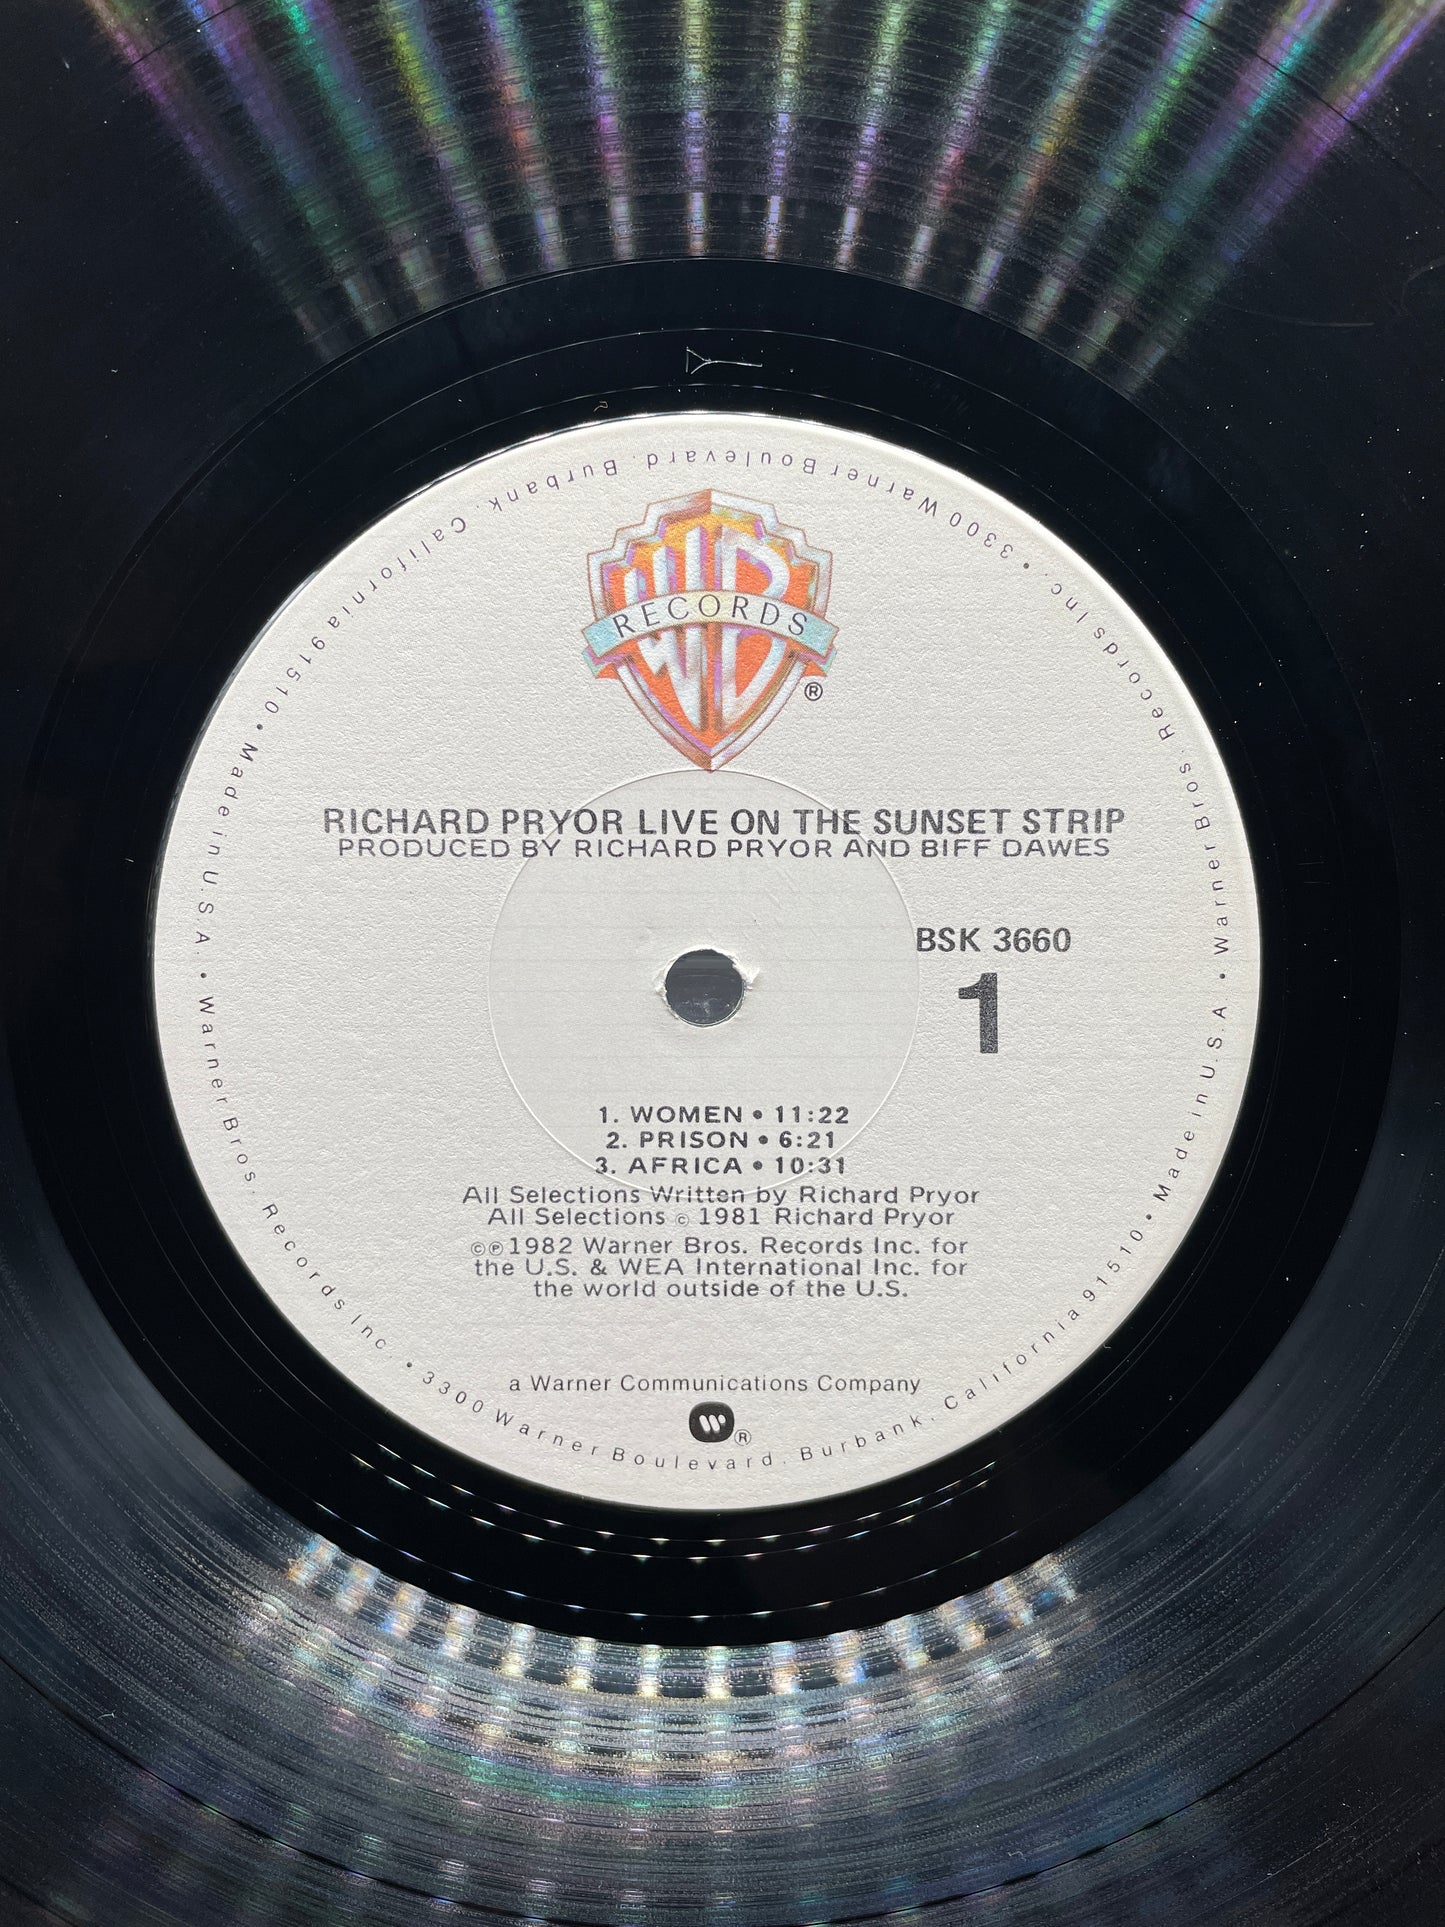 WB
RECORDS
®
RICHARD PRYOR LIVE ON THE SUNSET STRIP
PRODUCED BY RICHARD PRYOR AND BIFF DAWES
BSK 3660
1
1. WOMEN • 11:22
2. PRISON • 6:21
3. AFRICA • 10:31
All Selections Written by Richard Pryor
All Selections © 1981 Richard Pryor
©℗1982 Warner Bros. Records Inc. for
the U.S. & WEA International Inc. for
the world outside of the U.S.
a Warner Communications Company
®
Warner Bros. Records Inc. • 3300 Warner Boulevard. Burbank. California 91510 • Made in U.S.A. •
Warner Bros. Records Inc. • 3300 Warner Boulevard. Burbank. California 91510 • Made in U.S.A •